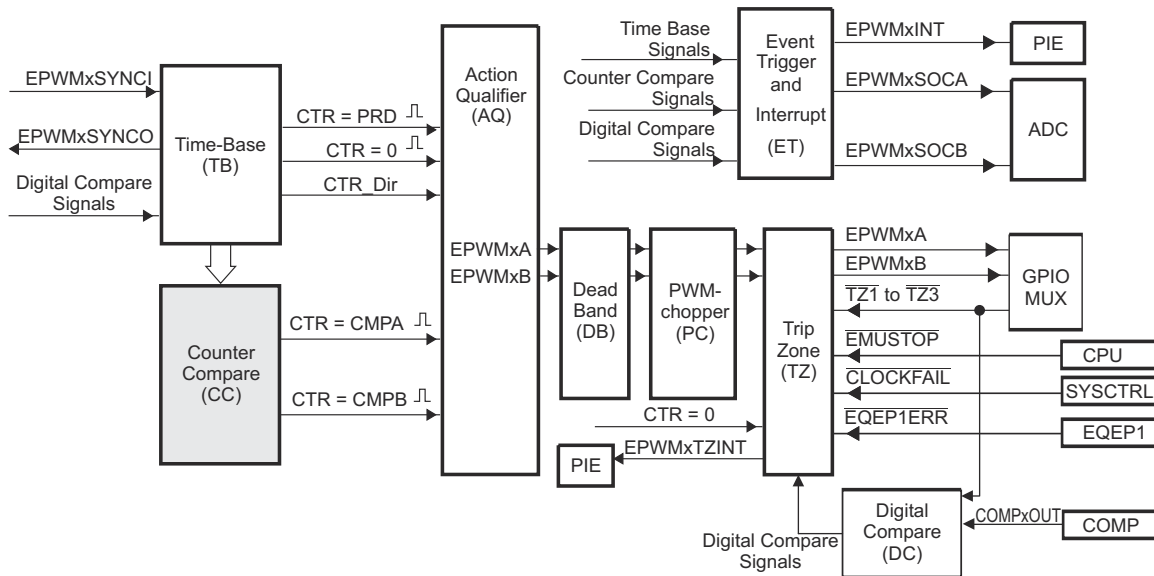 EPWMxSYNCI
EPWMxSYNCO
Digital Compare
Signals
Time-Base
(TB)
CTR = PRD
CTR = 0
CTR_Dir
Counter
Compare
(CC)
CTR = CMPA
CTR = CMPB
Action
Qualifier
(AQ)
EPWMxA
EPWMxB
Time Base
Signals
Counter Compare
Signals
Digital Compare
Signals
Event
Trigger
and
Interrupt
(ET)
EPWMxINT
EPWMxSOCA
EPWMxSOCB
PIE
ADC
Dead
Band
(DB)
PWM-
chopper
(PC)
CTR = 0
EPWMxTZINT
PIE
Trip
Zone
(TZ)
EPWMxA
EPWMxB
TZ1 to TZ3
EMUSTOP
CLOCKFAIL
EQEP1ERR
GPIO
MUX
CPU
SYSCTRL
EQEP1
Digital Compare
Signals
Digital
Compare
(DC)
COMPxOUT
COMP